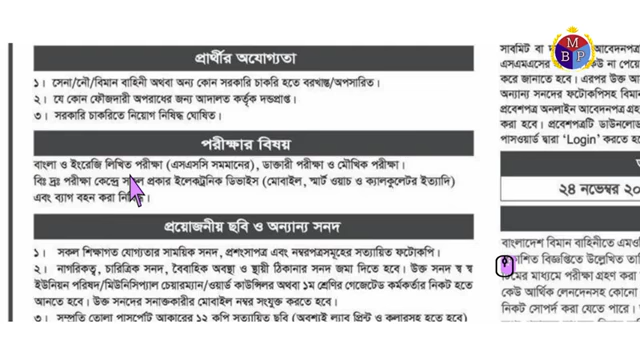 M
B P
প্রার্থীর অযোগ্যতা
১। সেনা/নৌ/বিমান বাহিনী অথবা অন্য কোন সরকারি চাকরি হতে বরখাস্ত/অপসারিত।
২। যে কোন ফৌজদারী অপরাধের জন্য আদালত কর্তৃক দন্ডপ্রাপ্ত।
৩। সরকারি চাকরিতে নিয়োগ নিষিদ্ধ ঘোষিত।
পরীক্ষার বিষয়
বাংলা ও ইংরেজি লিখিত পরীক্ষা (এসএসসি সমমানের), ডাক্তারী পরীক্ষা ও মৌখিক পরীক্ষা।
বিঃ দ্রঃ পরীক্ষা কেন্দ্রে প্রকার ইলেকট্রনিক ডিভাইস (মোবাইল, স্মার্ট ওয়াচ ও ক্যালকুলেটর ইত্যাদি)
এবং ব্যাগ বহন করা
প্রয়োজনীয় ছবি ও অন্যান্য সনদ
১। সকল শিক্ষাগত যোগ্যতার সাময়িক সনদ, প্রশংসাপত্র এবং নম্বরপত্রসমূহের সত্যায়িত ফটোকপি।
২। নাগরিকত্ব, চারিত্রিক সনদ, বৈবাহিক অবস্থা ও স্থায়ী ঠিকানার সনদ জমা দিতে হবে। উক্ত সনদ স্ব স্ব
ইউনিয়ন পরিষদ/মিউনিসিপ্যাল চেয়ারম্যান/ওয়ার্ড কাউন্সিলর অথবা ১ম শ্রেণির গেজেটেড কর্মকর্তার নিকট হতে
আনতে হবে। উক্ত সনদের সনাক্তকারীর মোবাইল নম্বর সংযুক্ত করতে হবে।
৩। সম্প্রতি তোলা পাসপোর্ট আকারের ১২ কপি সত্যায়িত ছবি (অবশ্যই ল্যাব প্রিন্ট ও কালারসহ হতে হবে)
সাবমিট বা আবেদনপত্র
এসএমএসের কেউ না পেয়ে
করে জানাতে হবে। এরপর উক্ত
অন্যান্য সনদের ফটোকপিসহ বিমান
প্রবেশপত্র অনলাইন আবেদনপত্র
করা হবে। প্রবেশপত্রটি ডাউনলো
পাসওয়ার্ড দ্বারা ‘Login’ করতে
২৪ নভেম্বর ২০
বাংলাদেশ বিমান বাহিনীতে
বিজ্ঞপ্তিতে উল্লেখিত
মাধ্যমে পরীক্ষা গ্রহণ করা
কেউ আর্থিক লেনদেনসহ কোনো
নিকট সোপর্দ করা যেতে পারে।